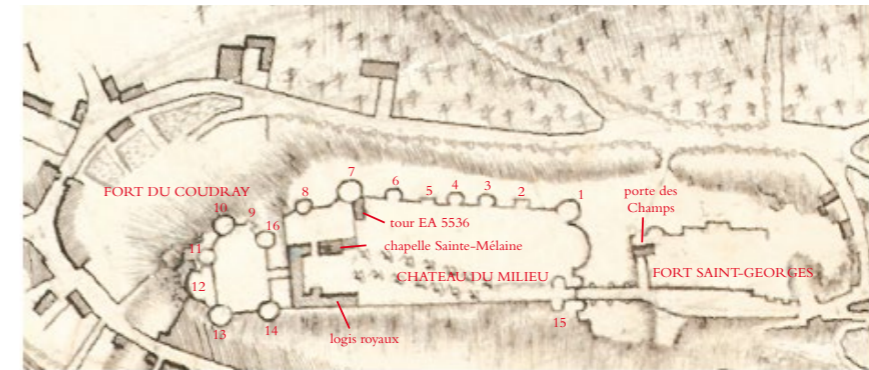 7
6
5
4
3
2
1
8
FORT DU COUDRAY
10
9
16
porte des
Champs
tour EA 5536
chapelle Sainte-Mélaine
11
CHATEAU DU MILIEU
FORT SAINT-GEORGES
12
13
14
15
logis royaux